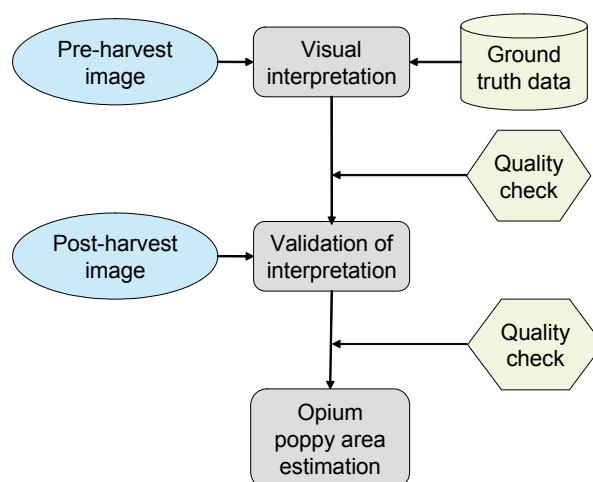 Pre-harvest
image
Visual
interpretation
Ground
truth data
Quality
check
Post-harvest
image
Validation of
interpretation
Quality
check
Opium
poppy area
estimation